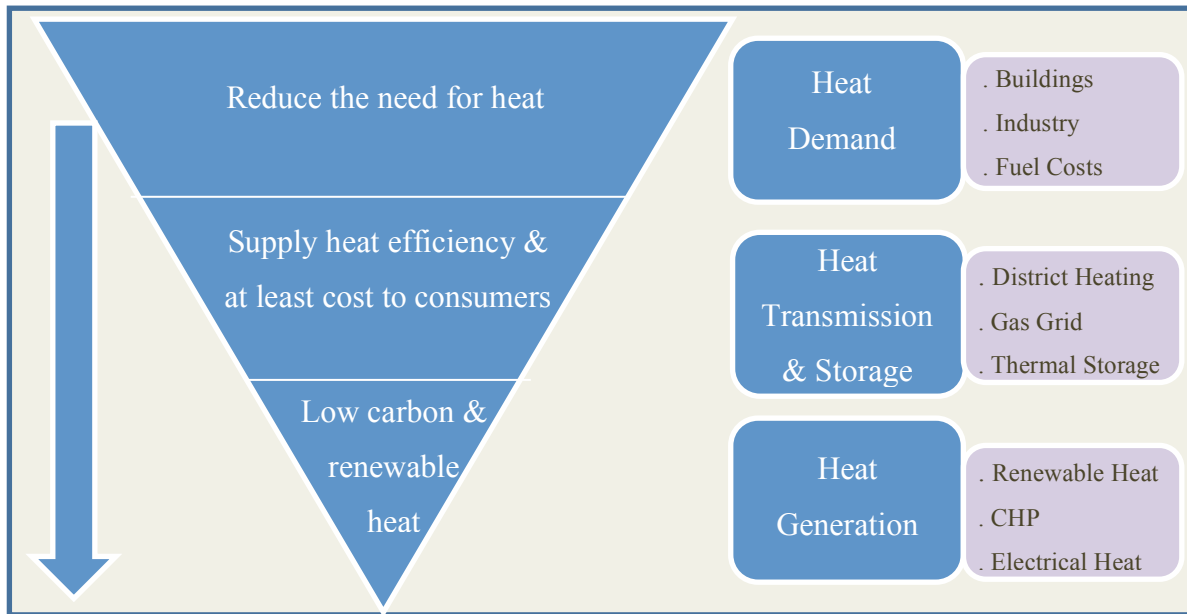 Reduce the need for heat
Supply heat efficiency &
at least cost to consumers
Low carbon &
renewable
heat
Heat
Demand
. Buildings
. Industry
. Fuel Costs
Heat
Transmission
& Storage
. District Heating
. Gas Grid
. Thermal Storage
Heat
Generation
. Renewable Heat
. CHP
. Electrical Heat